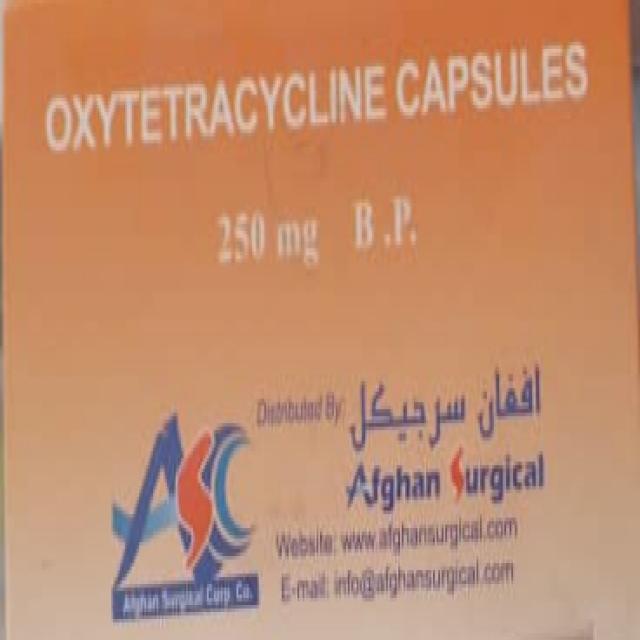 OXYTETRACYCLINE CAPSULES
250 mg B.P.
Distributed By: افغان سرجیکل
Afghan Surgical
Website: www.afghansurgical.com
E-mail: info@afghansurgical.com
ASC
Afghan Surgical Corp. Co.